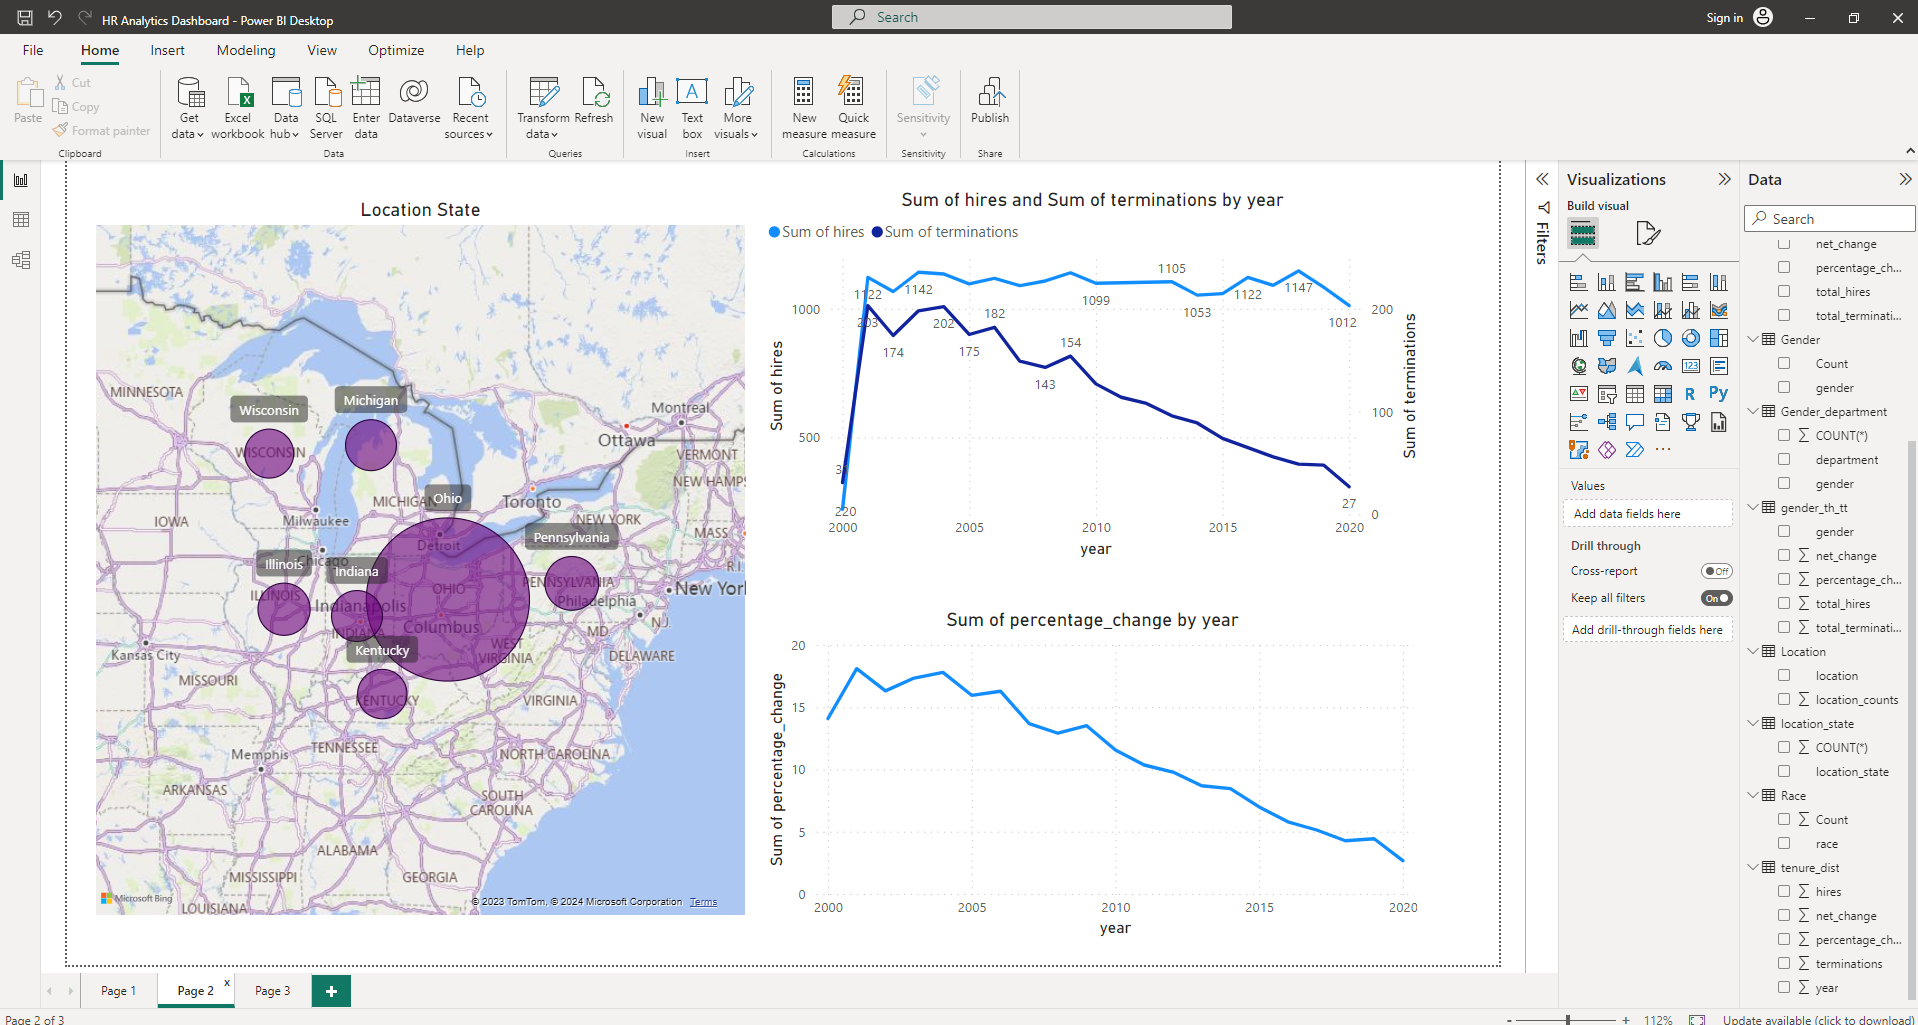 HR Analytics Dashboard - Power BI Desktop
Search
Sign in
File
Home
Insert
Modeling
View
Optimize
Help
Paste
Cut
Copy
Format painter
Clipboard
Get data
Excel workbook
Data hub
SQL Server
Enter data
Dataverse
Recent sources
Data
Transform data
Refresh
Queries
New visual
A
Text box
More visuals
Insert
New measure
Quick measure
Calculations
Sensitivity
Sensitivity
Publish
Share
Location State
MINNESOTA
Wisconsin
Michigan
Montreal
Ottawa
WISCONSIN
VERMONT
NEW HAMPS
MICHIGAN
Ohio
Toronto
IOWA
Milwaukee
NEW YORK
MASS
Detroit
Pennsylvania
Illinois
Chicago
Indiana
R.I.
ILLINOIS
OHIO
PENNSYLVANIA
New York
Indianapolis
Philadelphia
INDIANA
Columbus
MD
N.J.
Kentucky
WEST VIRGINIA
DELAWARE
Kansas City
MISSOURI
KENTUCKY
VIRGINIA
TENNESSEE
Memphis
NORTH CAROLINA
ARKANSAS
SOUTH CAROLINA
ALABAMA
MISSISSIPPI
GEORGIA
Microsoft Bing
LOUISIANA
© 2023 TomTom, © 2024 Microsoft Corporation
Terms
Sum of hires and Sum of terminations by year
Sum of hires
Sum of terminations
1000
500
Sum of hires
1122
1142
1099
1105
1053
1122
1147
1012
203
174
202
175
182
143
154
27
220
200
100
0
Sum of terminations
2000
2005
2010
2015
2020
year
Sum of percentage_change by year
Sum of percentage_change
20
15
10
5
0
2000
2005
2010
2015
2020
year
Filters
Visualizations
Build visual
123
R
Py
...
Values
Add data fields here
Drill through
Cross-report
Off
Keep all filters
On
Add drill-through fields here
Data
Search
net_change
percentage_ch...
total_hires
total_terminati...
Gender
Count
gender
Gender_department
∑ COUNT(*)
department
gender
gender_th_tt
gender
∑ net_change
∑ percentage_ch...
∑ total_hires
∑ total_terminati...
Location
location
∑ location_counts
location_state
∑ COUNT(*)
location_state
Race
∑ Count
race
tenure_dist
∑ hires
∑ net_change
∑ percentage_ch...
∑ terminations
∑ year
Page 1
Page 2
x
Page 3
+
Page 2 of 3
- + 112%
Update available (click to download)